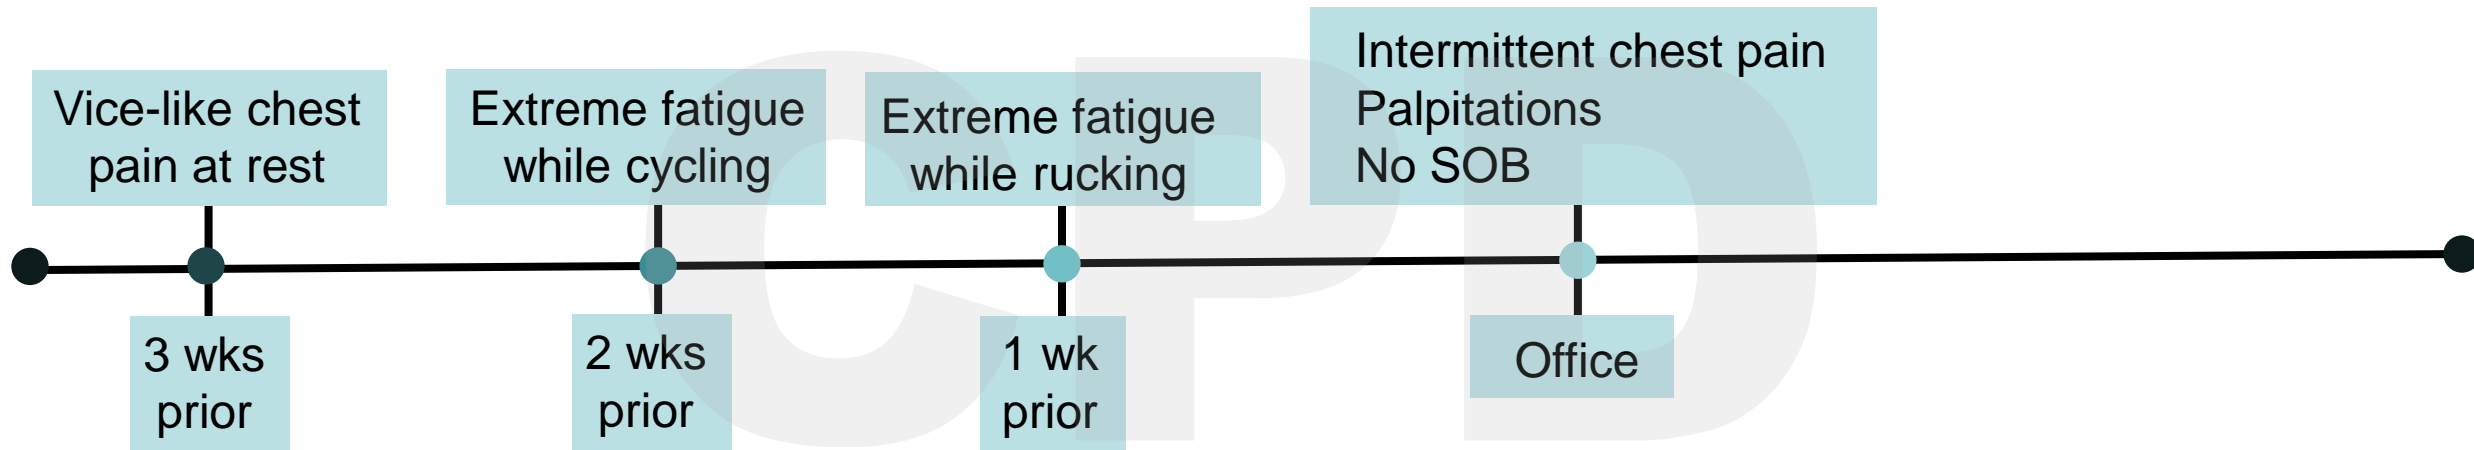 Vice-like chest
pain at rest
Extreme fatigue
while cycling
Extreme fatigue
while rucking
Intermittent chest pain
Palpitations
No SOB
3 wks
prior
2 wks
prior
1 wk
prior
Office
CPD